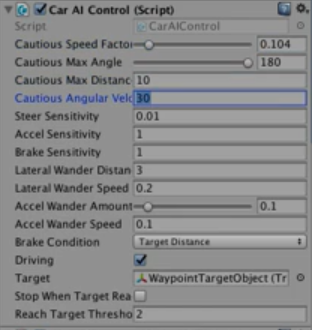 Car AI Control (Script)
Script CarAIControl
Cautious Speed Factor 0.104
Cautious Max Angle 180
Cautious Max Distanc 10
Cautious Angular Velc 30
Steer Sensitivity 0.01
Accel Sensitivity 1
Brake Sensitivity 1
Lateral Wander Distan 3
Lateral Wander Speed 0.2
Accel Wander Amount 0.1
Accel Wander Speed 0.1
Brake Condition Target Distance
Driving
Target WaypointTargetObject (Tr
Stop When Target Rea
Reach Target Thresho 2